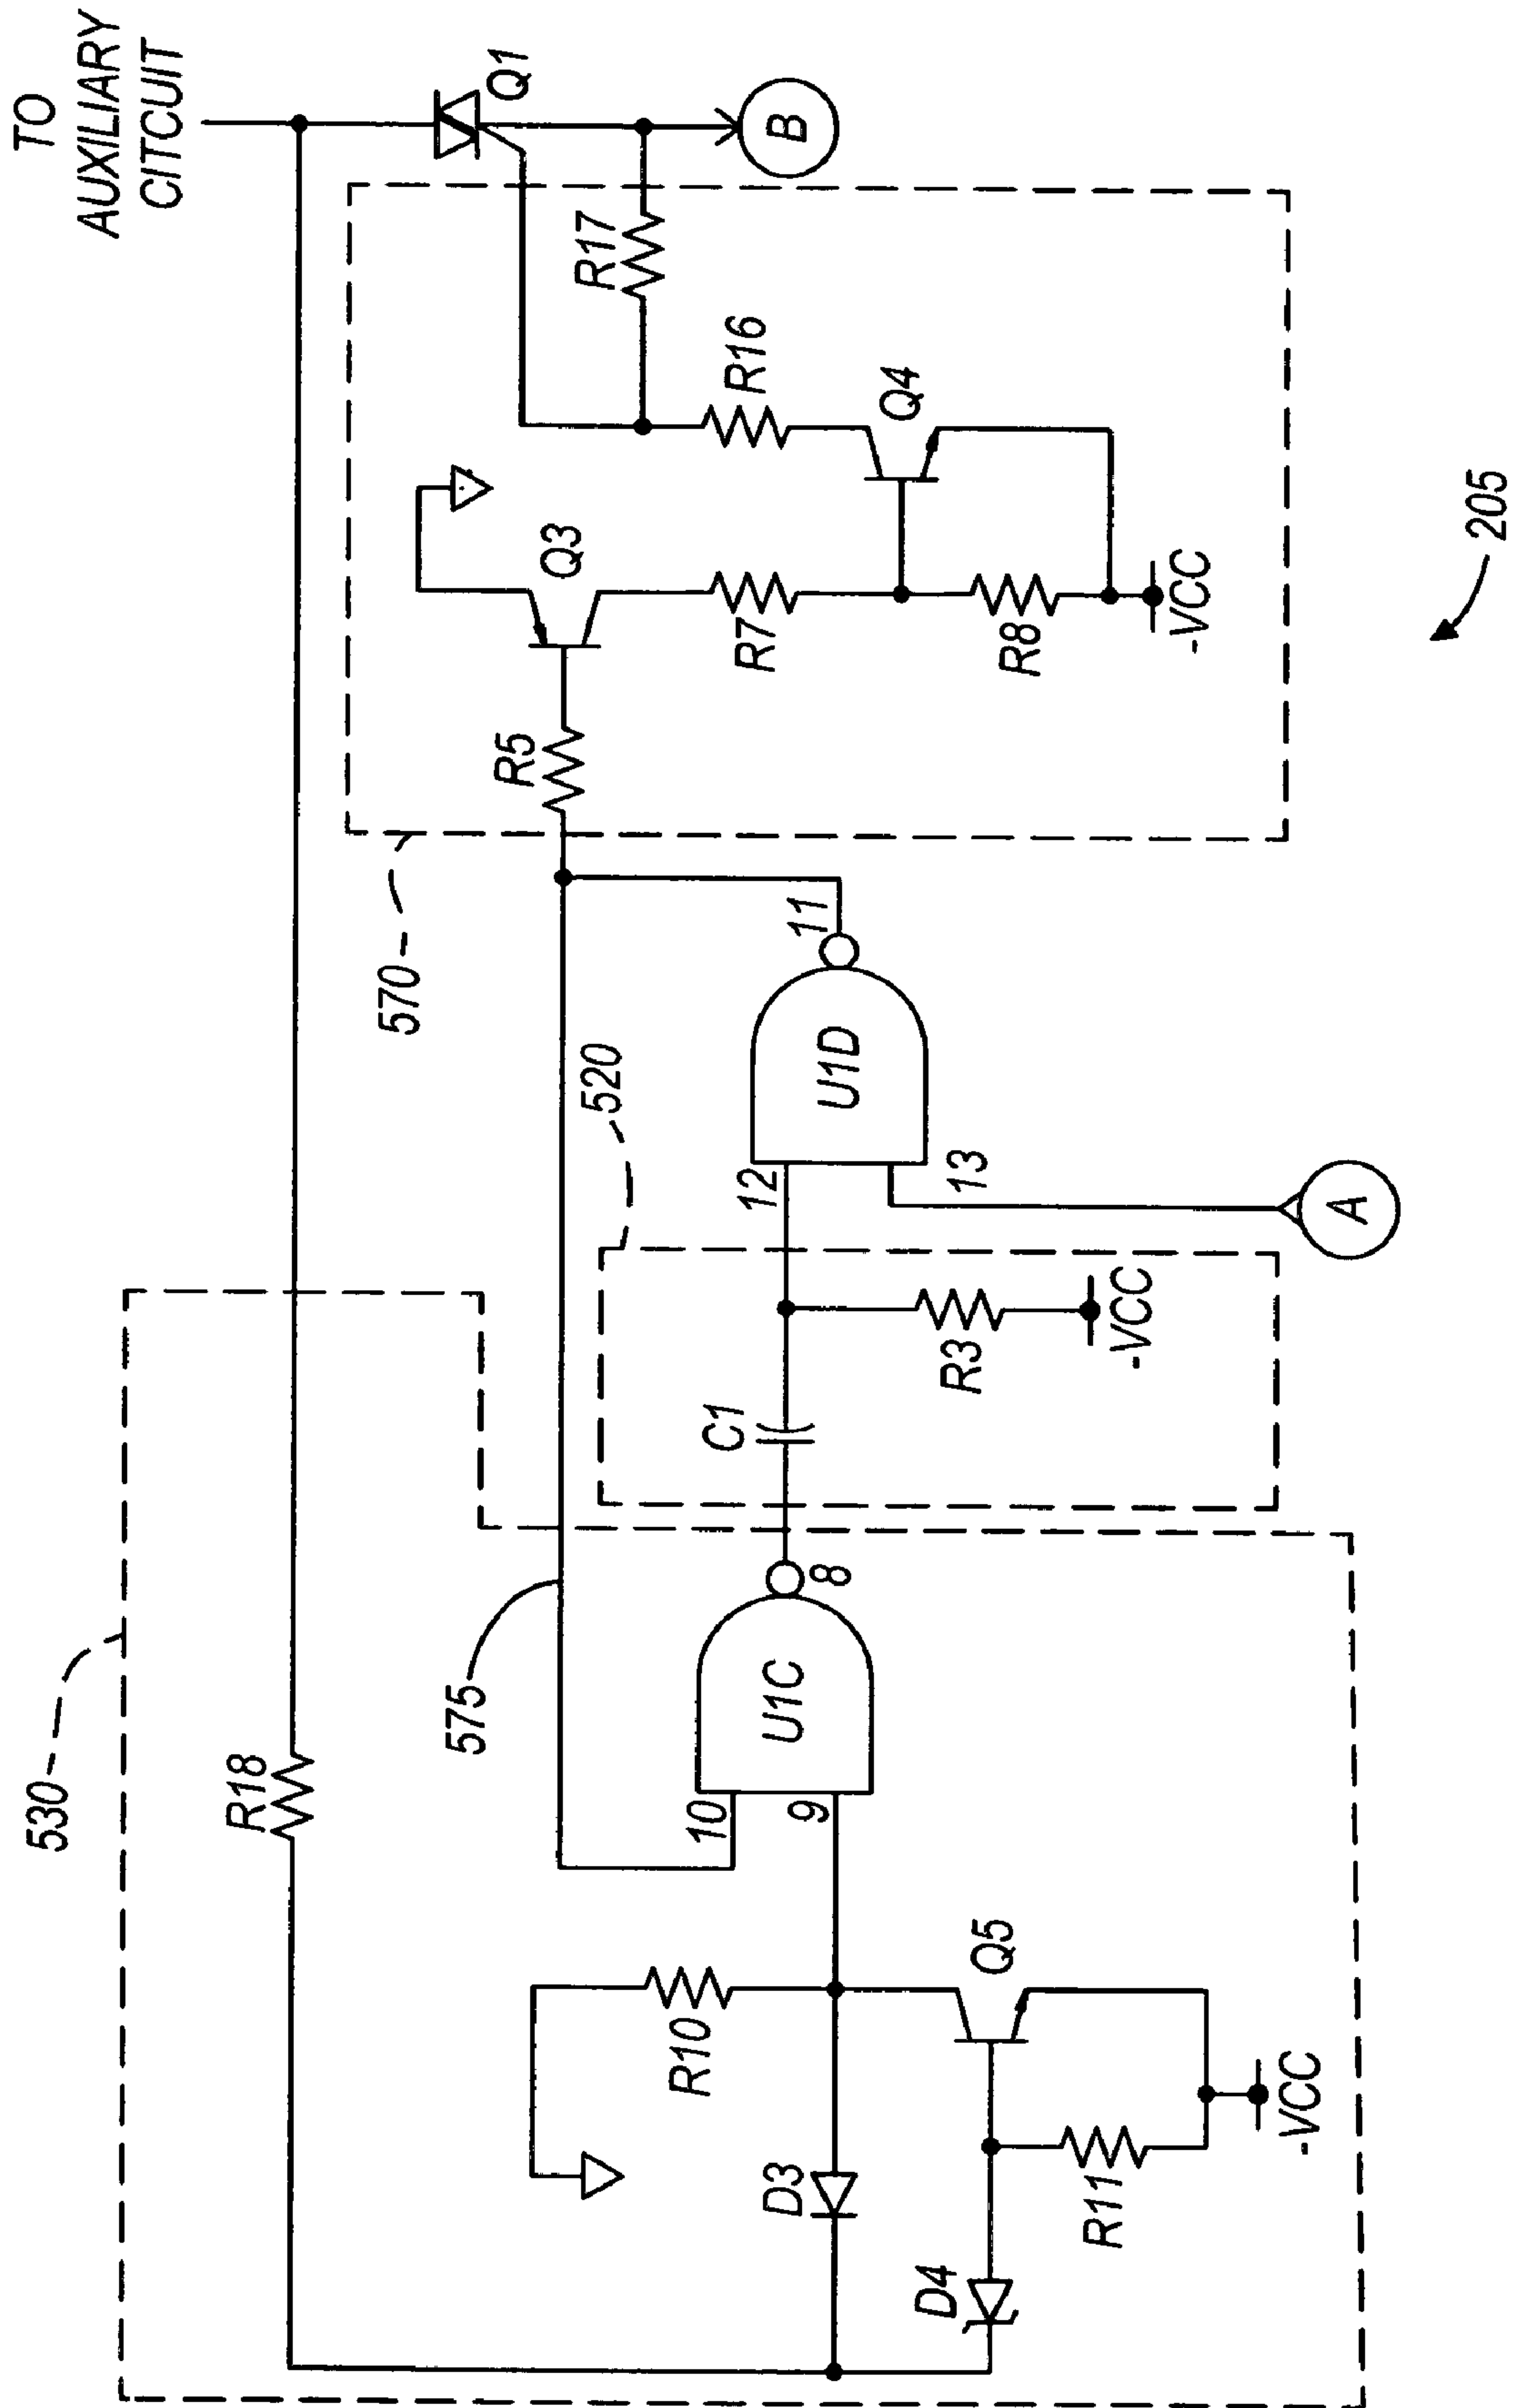 TO
AUXILIARY
CITCUIT
530
R18
Q1
570
R17
B
575
520
R5
Q3
R16
Q4
R7
R8
-VCC
11
U1D
12
13
A
C1
R3
-VCC
8
U1C
10
9
R10
D3
Q5
D4
R11
-VCC
205